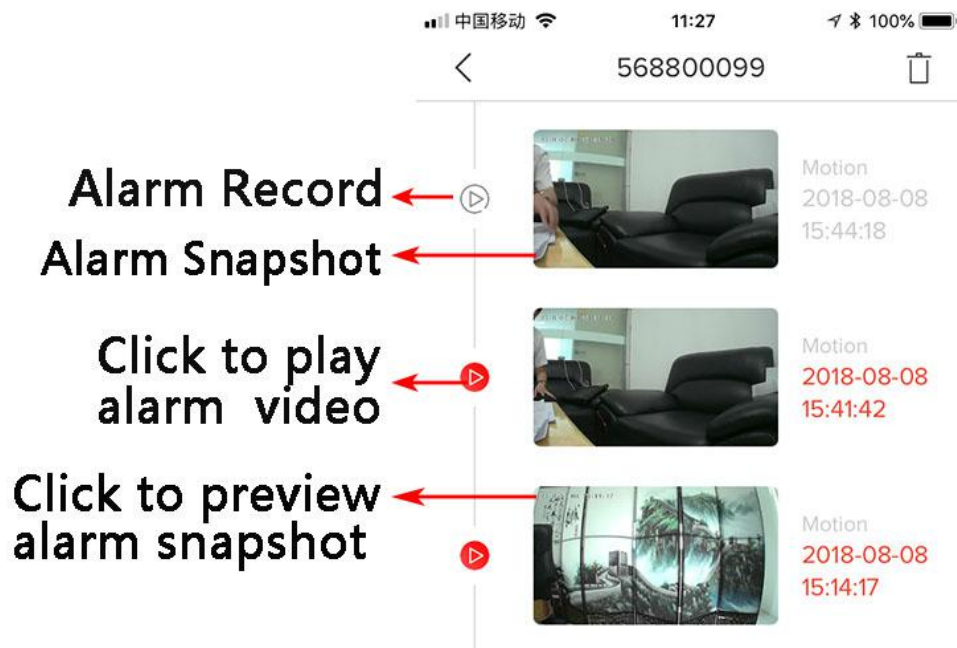 中国移动 11:27 100%
568800099
Motion
Alarm Record
2018-08-08
15:44:18
Alarm Snapshot
Motion
Click to play
alarm video
2018-08-08
15:41:42
Click to preview
alarm snapshot
Motion
2018-08-08
15:14:17